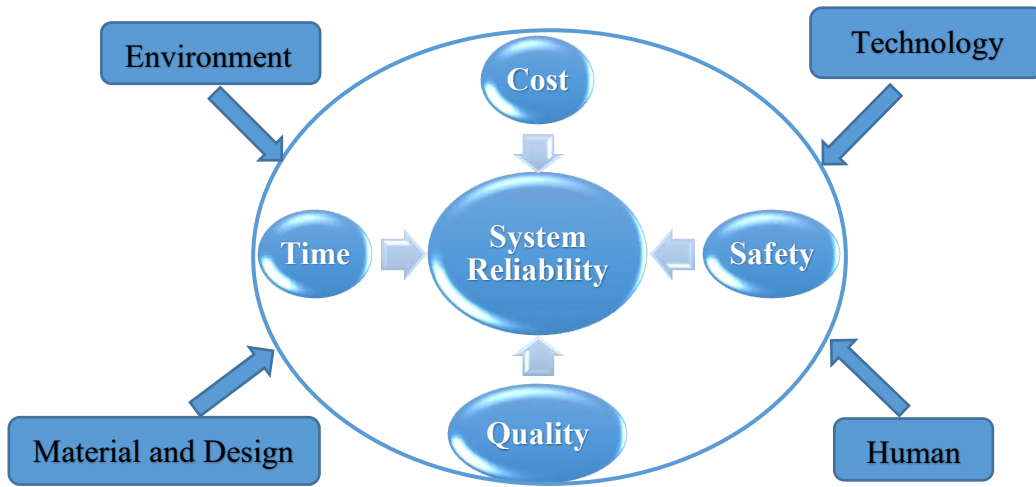 Environment
Technology
Cost
Time
System
Reliability
Safety
Quality
Material and Design
Human